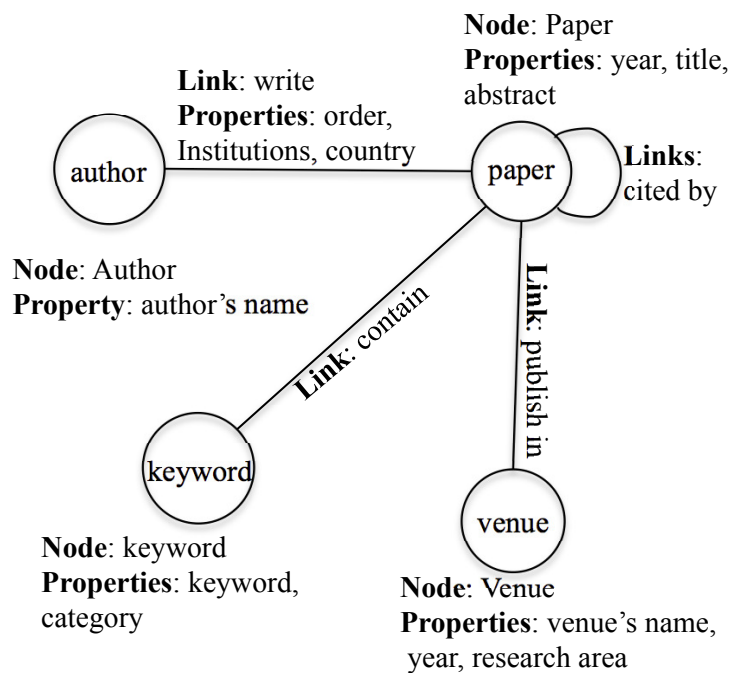 Node: Paper
Properties: year, title,
abstract
Link: write
Properties: order,
Institutions, country
author
paper
Links:
cited by
Node: Author
Property: author's name
Link: contain
Link: publish in
keyword
venue
Node: keyword
Properties: keyword,
category
Node: Venue
Properties: venue's name,
year, research area